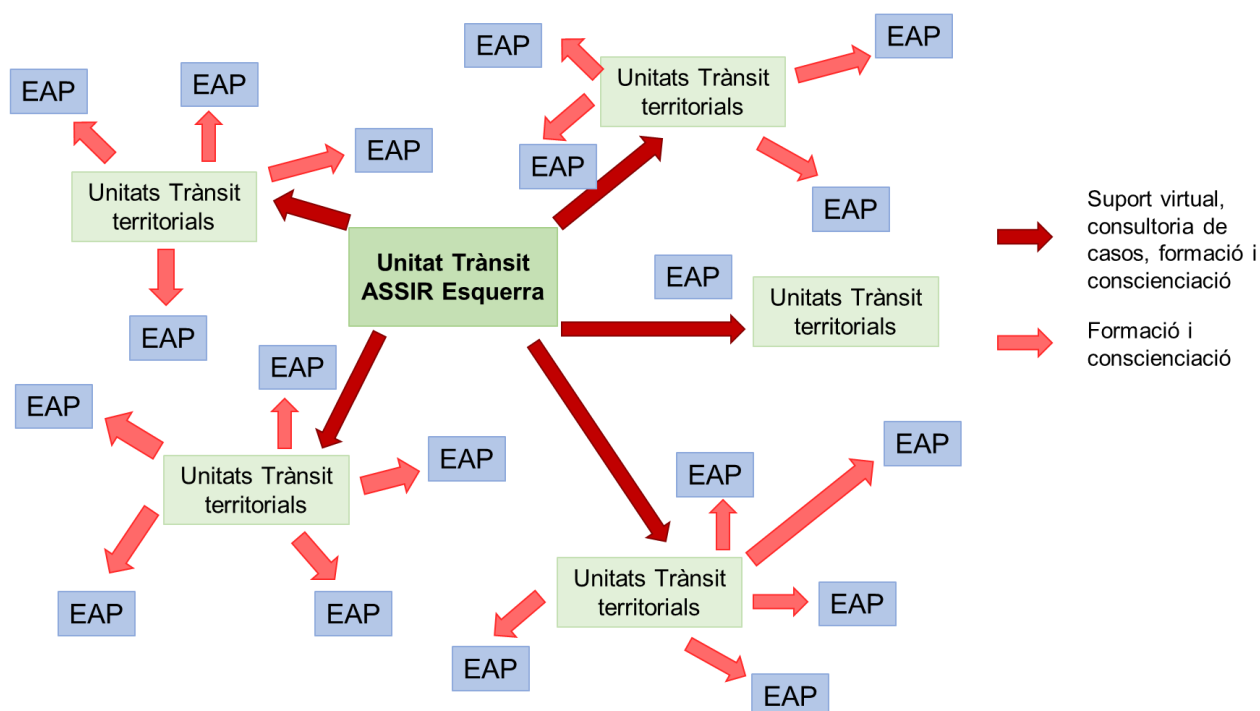 EAP
EAP
Unitats Trànsit
territorials
EAP
EAP
EAP
EAP
Unitats Trànsit
territorials
EAP
EAP
EAP
Suport virtual,
consultoria de
casos, formació i
conscienciació
Unitat Trànsit
ASSIR Esquerra
EAP
Unitats Trànsit
territorials
Formació i
conscienciació
EAP
EAP
EAP
Unitats Trànsit
territorials
EAP
EAP
EAP
EAP
EAP
Unitats Trànsit
territorials
EAP
EAP
EAP